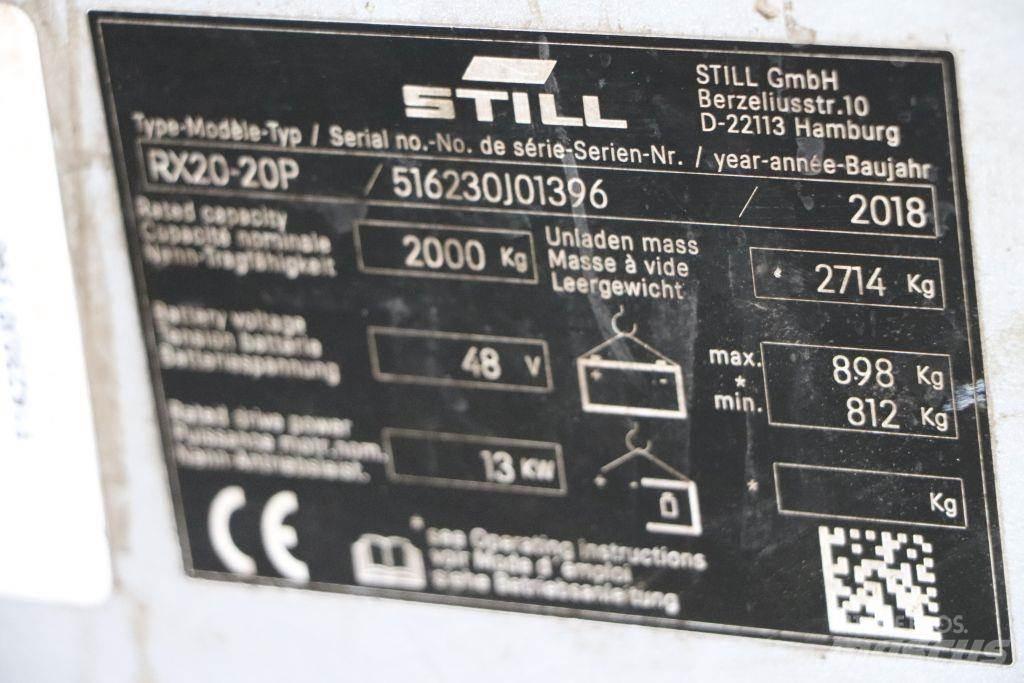 STILL
STILL GmbH
Berzeliusstr.10
D-22113 Hamburg
Type-Modèle-Typ / Serial no.-No. de série-Serien-Nr. / year-année-Baujahr
RX20-20P / 516230J01396 / 2018
Rated capacity
Capacité nominale
Nenn-Tragfähigkeit
2000 Kg
Unladen mass
Masse à vide
Leergewicht
2714 Kg
Battery voltage
Tension batterie
Batteriespannung
48 V
+ -
max. 898 Kg
*
min. 812 Kg
Rated drive power
Puissance motr.nom.
Nenn-Antriebsleist.
13 KW
* Kg
CE
* see Operating instructions
voir Mode d'emploi
siehe Betriebsanleitung